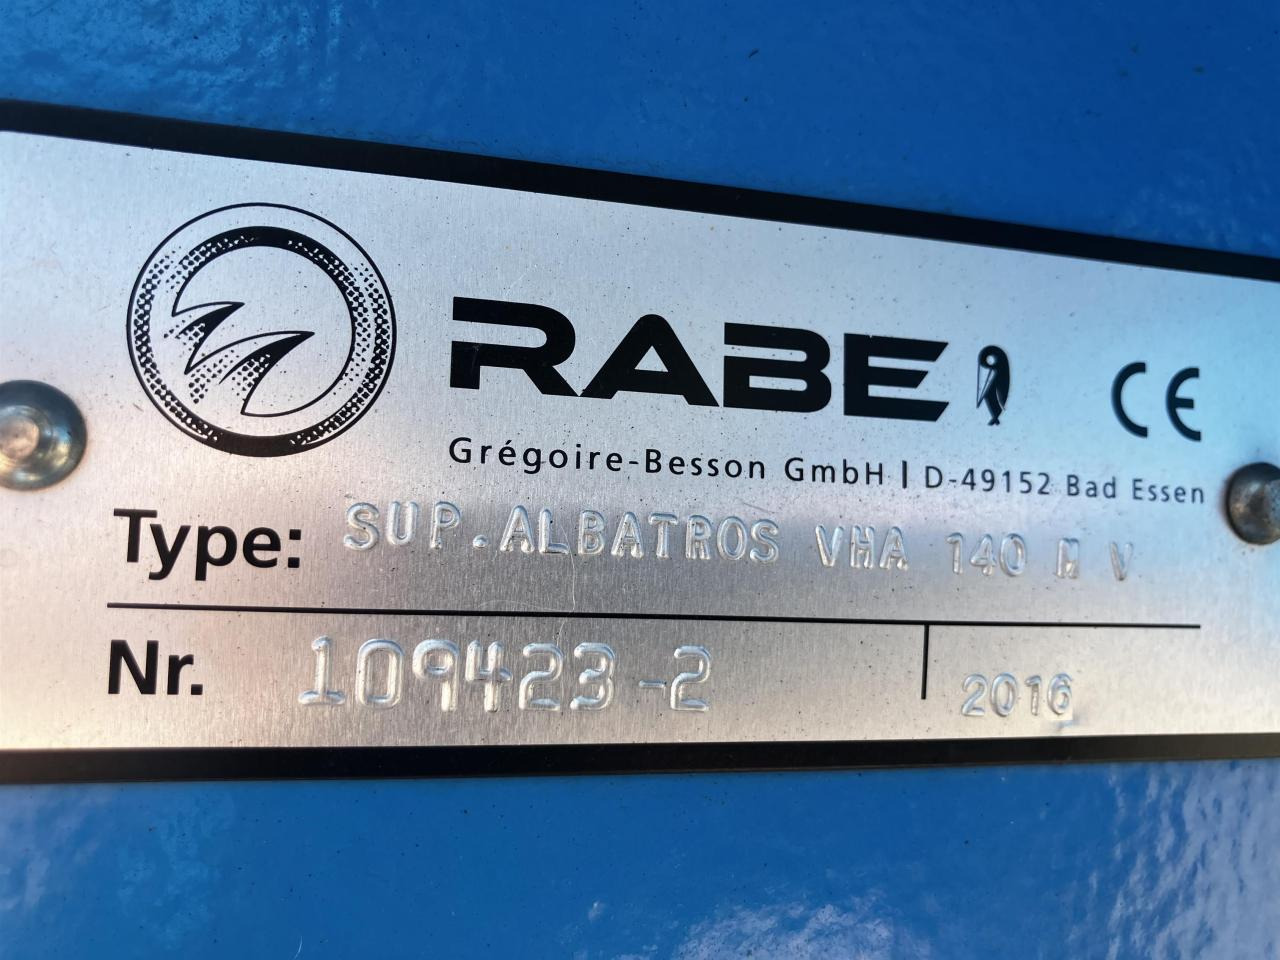 RABE CE
Grégoire-Besson GmbH | D-49152 Bad Essen
Type: SUP.ALBATROS VHA 140 M V
Nr. 109423-2 2016